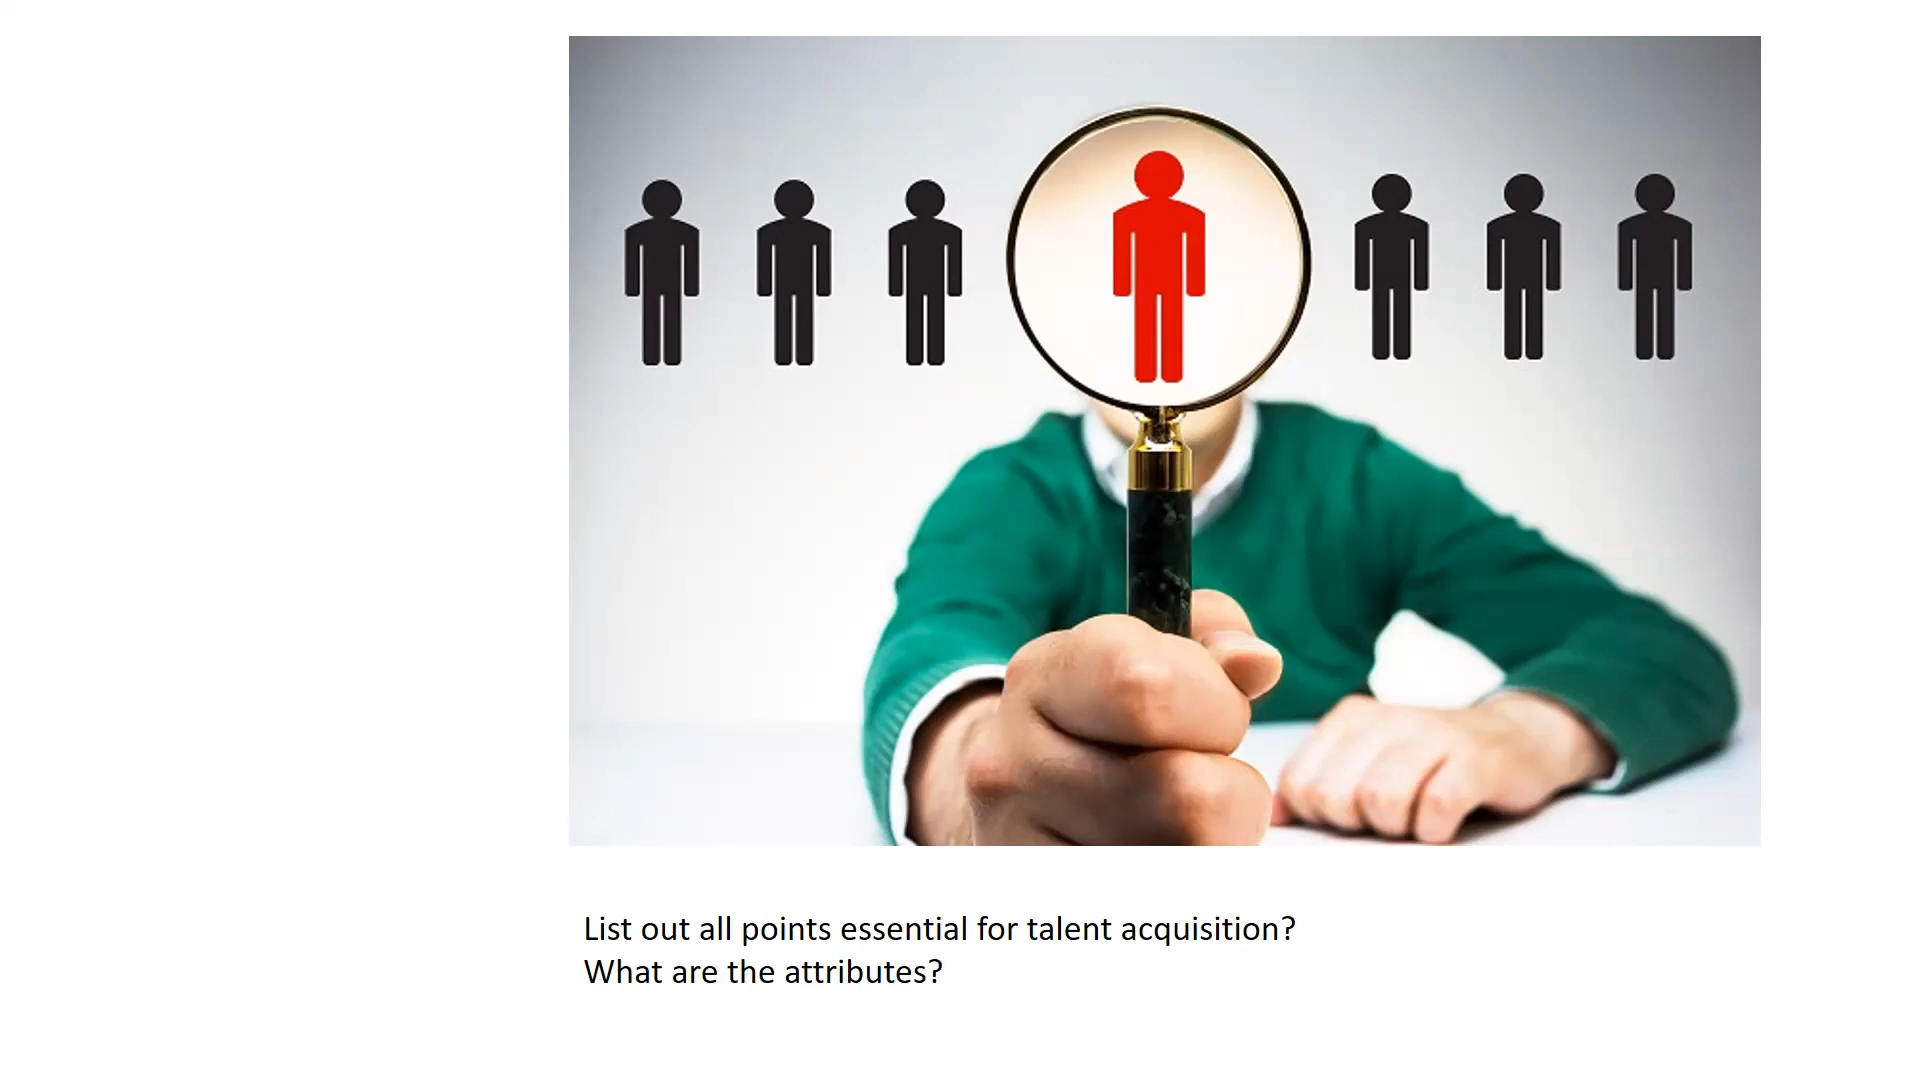 List out all points essential for talent acquisition?
What are the attributes?